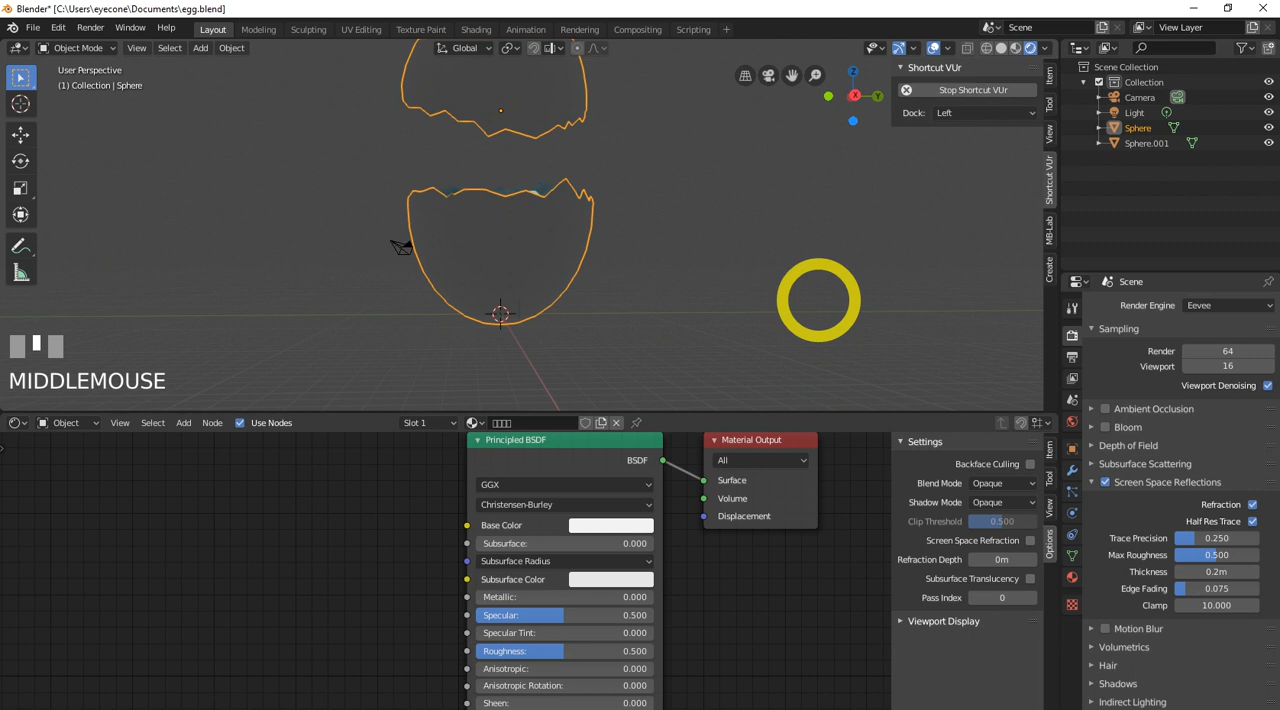 Blender* [C:\Users\eyecone\Documents\egg.blend]
File Edit Render Window Help Layout Modeling Sculpting UV Editing Texture Paint Shading Animation Rendering Compositing Scripting + Scene View Layer
Object Mode View Select Add Object Global
User Perspective
(1) Collection | Sphere
Z
X
Y
Shortcut VUr
Stop Shortcut VUr
Dock: Left
Item
Tool
View
Shortcut VUr
MB-Lab
Create
Scene Collection
Collection
Camera
Light
Sphere
Sphere.001
MIDDLEMOUSE
Scene
Render Engine Eevee
Sampling
Render 64
Viewport 16
Viewport Denoising
Ambient Occlusion
Bloom
Depth of Field
Subsurface Scattering
Screen Space Reflections
Refraction
Half Res Trace
Trace Precision 0.250
Max Roughness 0.500
Thickness 0.2m
Edge Fading 0.075
Clamp 10.000
Motion Blur
Volumetrics
Hair
Shadows
Indirect Lighting
Object View Select Add Node Use Nodes Slot 1
Principled BSDF
BSDF
GGX
Christensen-Burley
Base Color
Subsurface: 0.000
Subsurface Radius
Subsurface Color
Metallic: 0.000
Specular: 0.500
Specular Tint: 0.000
Roughness: 0.500
Anisotropic: 0.000
Anisotropic Rotation: 0.000
Sheen: 0.000
Material Output
All
Surface
Volume
Displacement
Settings
Backface Culling
Blend Mode Opaque
Shadow Mode Opaque
Clip Threshold 0.500
Screen Space Refraction
Refraction Depth 0m
Subsurface Translucency
Pass Index 0
Viewport Display
Item
Tool
View
Options